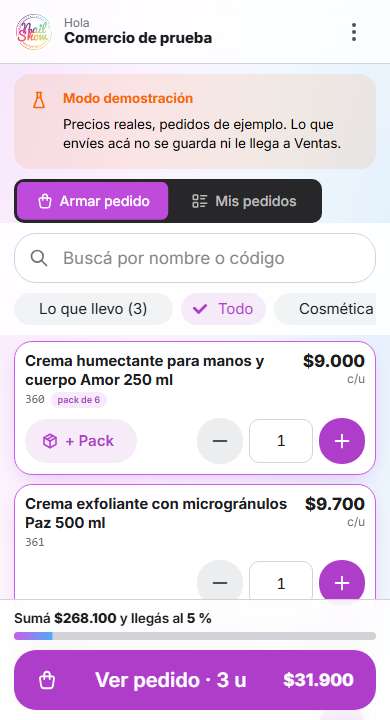 Nail
Show
Hola
Comercio de prueba
Modo demostración
Precios reales, pedidos de ejemplo. Lo que
envíes acá no se guarda ni le llega a Ventas.
Armar pedido
Mis pedidos
Buscá por nombre o código
Lo que llevo (3)
Todo
Cosmética
Crema humectante para manos y
cuerpo Amor 250 ml
$9.000
c/u
360 pack de 6
+ Pack
1
Crema exfoliante con microgránulos
Paz 500 ml
$9.700
c/u
361
1
Sumá $268.100 y llegás al 5 %
Ver pedido · 3 u
$31.900